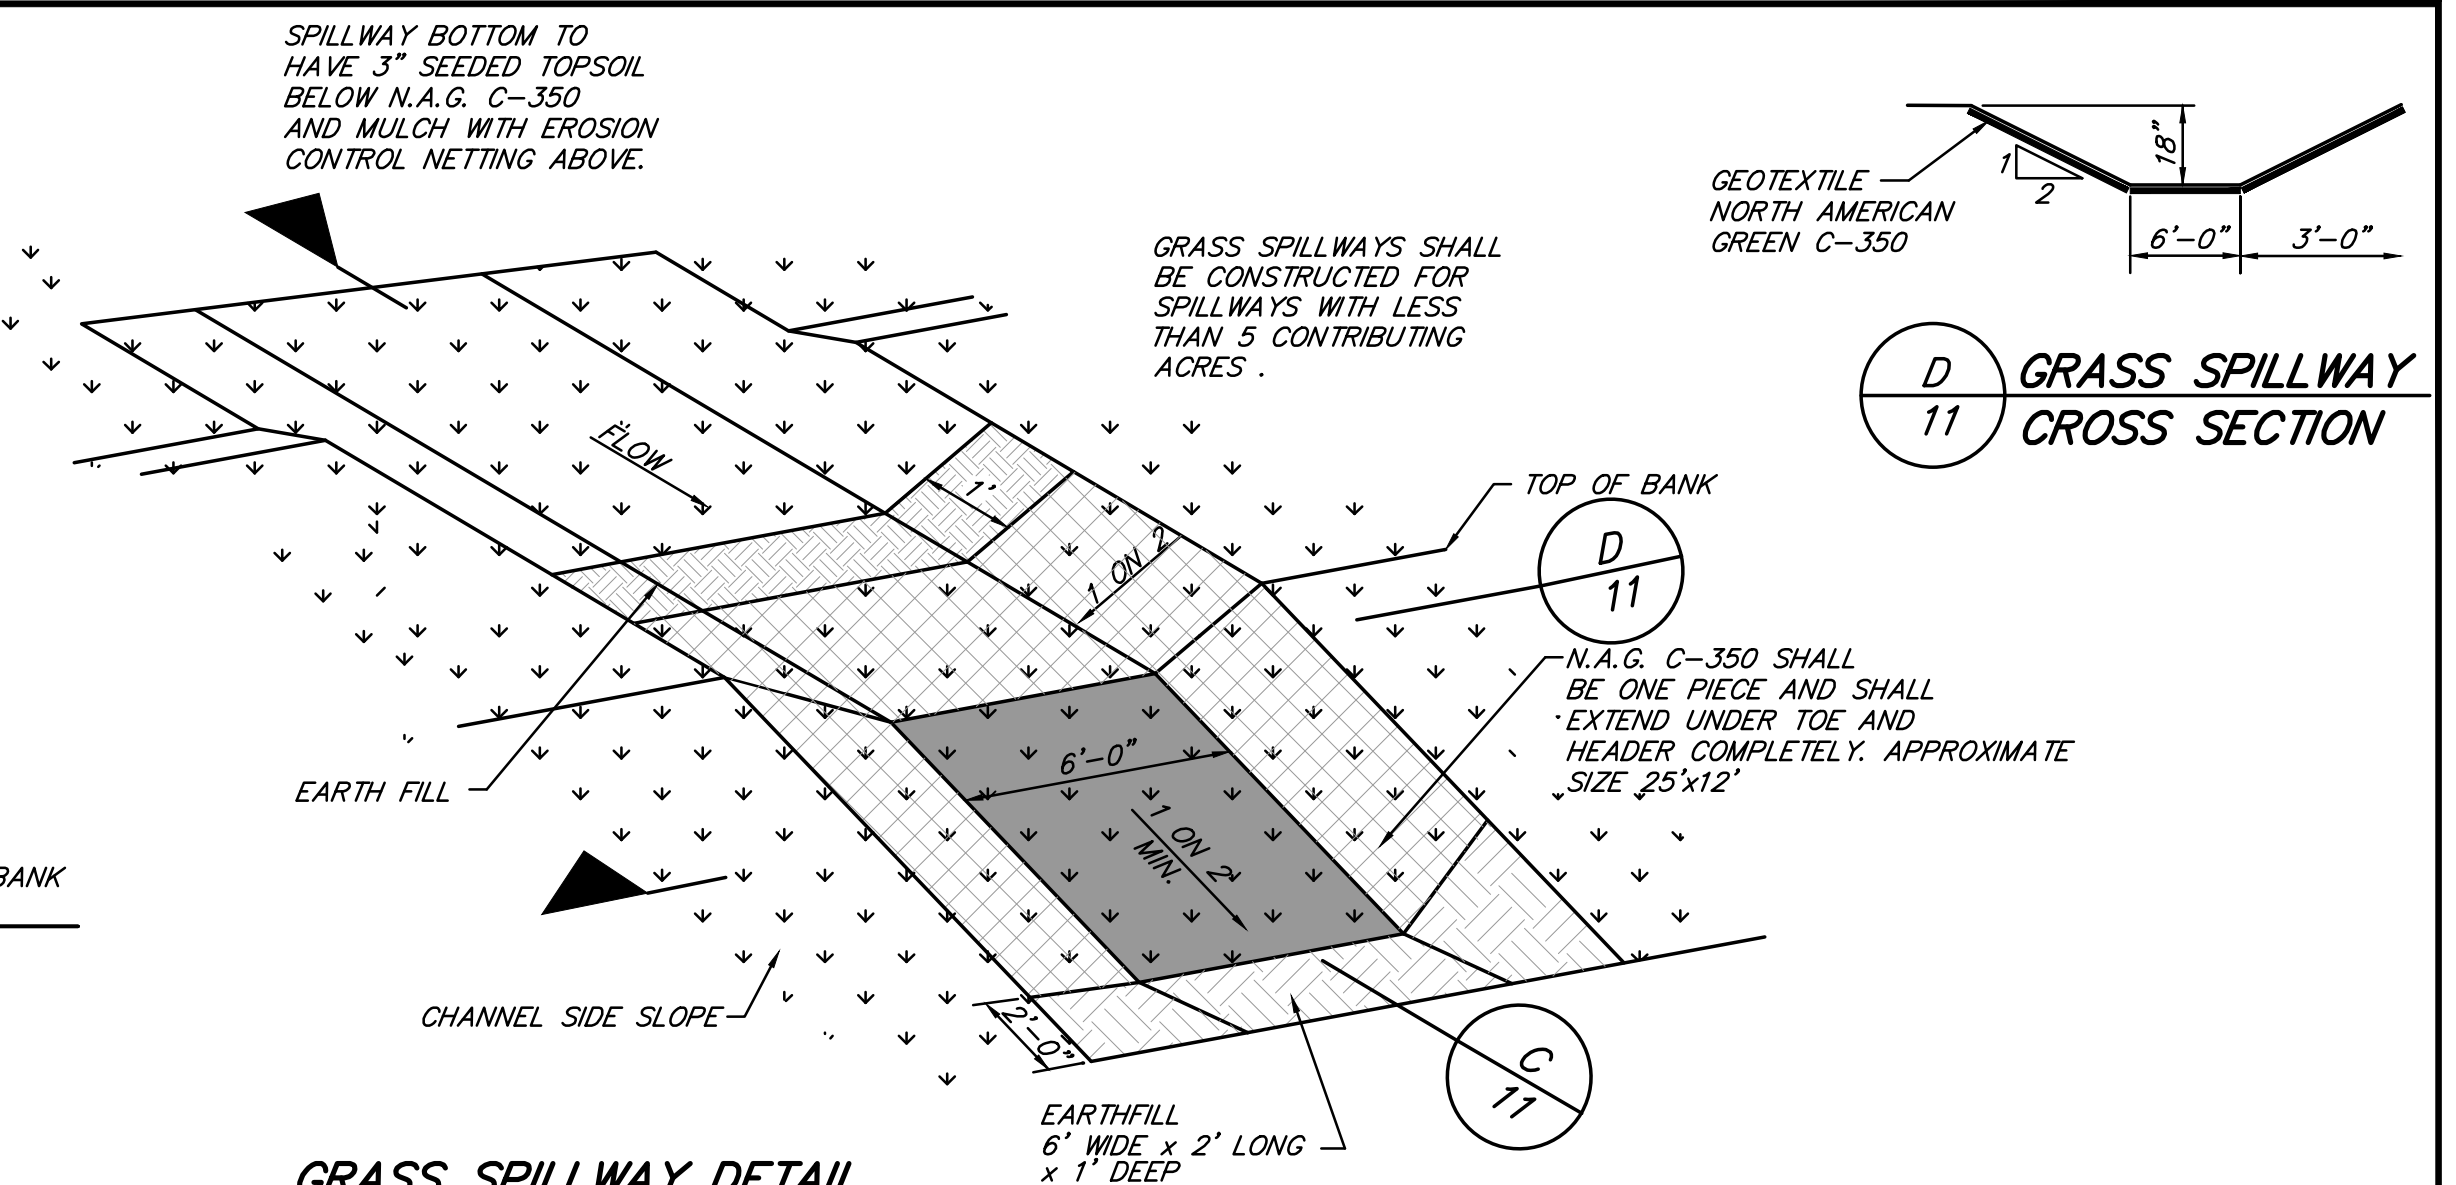 SPILLWAY BOTTOM TO
HAVE 3" SEEDED TOPSOIL
BELOW N.A.G. C-350
AND MULCH WITH EROSION
CONTROL NETTING ABOVE.
GRASS SPILLWAYS SHALL
BE CONSTRUCTED FOR
SPILLWAYS WITH LESS
THAN 5 CONTRIBUTING
ACRES .
GEOTEXTILE
NORTH AMERICAN
GREEN C-350
1
2
18"
6'-0"
3'-0"
D
11
GRASS SPILLWAY
CROSS SECTION
FLOW
1'
1 ON 2
TOP OF BANK
D
11
N.A.G. C-350 SHALL
BE ONE PIECE AND SHALL
EXTEND UNDER TOE AND
HEADER COMPLETELY. APPROXIMATE
SIZE 25'x12'
6'-0"
1 ON 2
MIN.
EARTH FILL
BANK
CHANNEL SIDE SLOPE
2'-0"
C
11
EARTHFILL
6' WIDE x 2' LONG
x 1' DEEP
GRASS SPILLWAY DETAIL